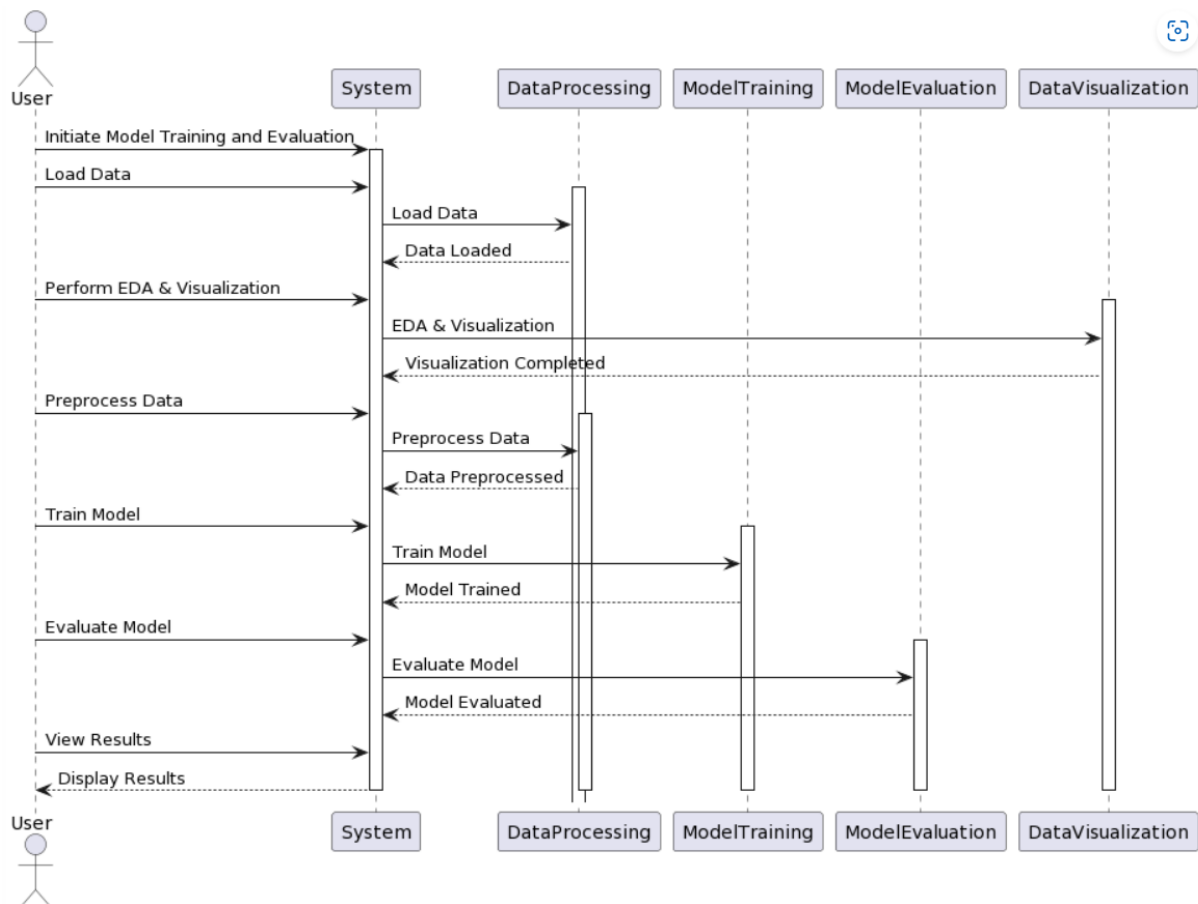 User
System
DataProcessing
ModelTraining
ModelEvaluation
DataVisualization
Initiate Model Training and Evaluation
Load Data
Load Data
Data Loaded
Perform EDA & Visualization
EDA & Visualization
Visualization Completed
Preprocess Data
Preprocess Data
Data Preprocessed
Train Model
Train Model
Model Trained
Evaluate Model
Evaluate Model
Model Evaluated
View Results
Display Results
User
System
DataProcessing
ModelTraining
ModelEvaluation
DataVisualization